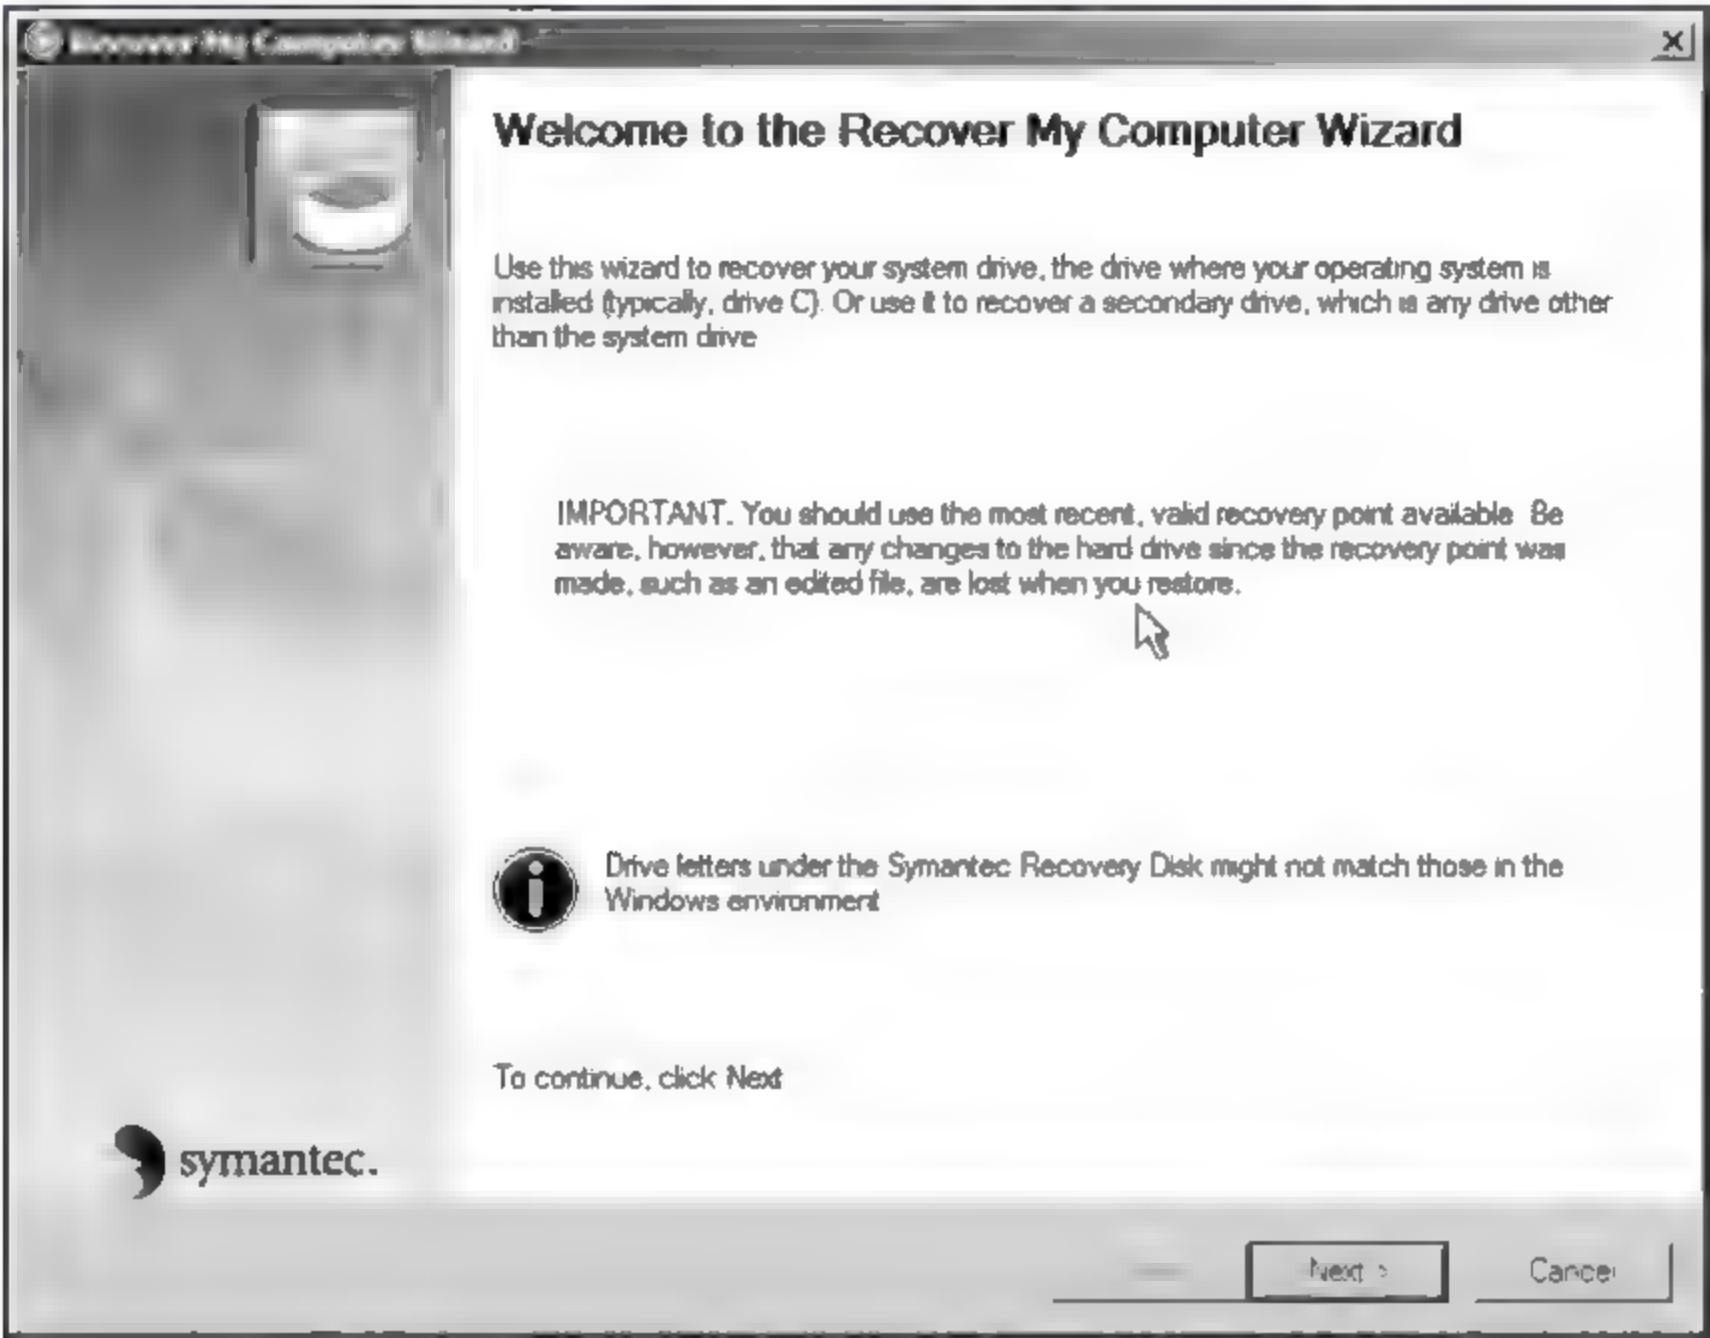 Recover My Computer Wizard
Welcome to the Recover My Computer Wizard
Use this wizard to recover your system drive, the drive where your operating system is
installed (typically, drive C). Or use it to recover a secondary drive, which is any drive other
than the system drive
IMPORTANT. You should use the most recent, valid recovery point available. Be
aware, however, that any changes to the hard drive since the recovery point was
made, such as an edited file, are lost when you restore.
Drive letters under the Symantec Recovery Disk might not match those in the
Windows environment
To continue, click Next
symantec.
Next >
Cancel